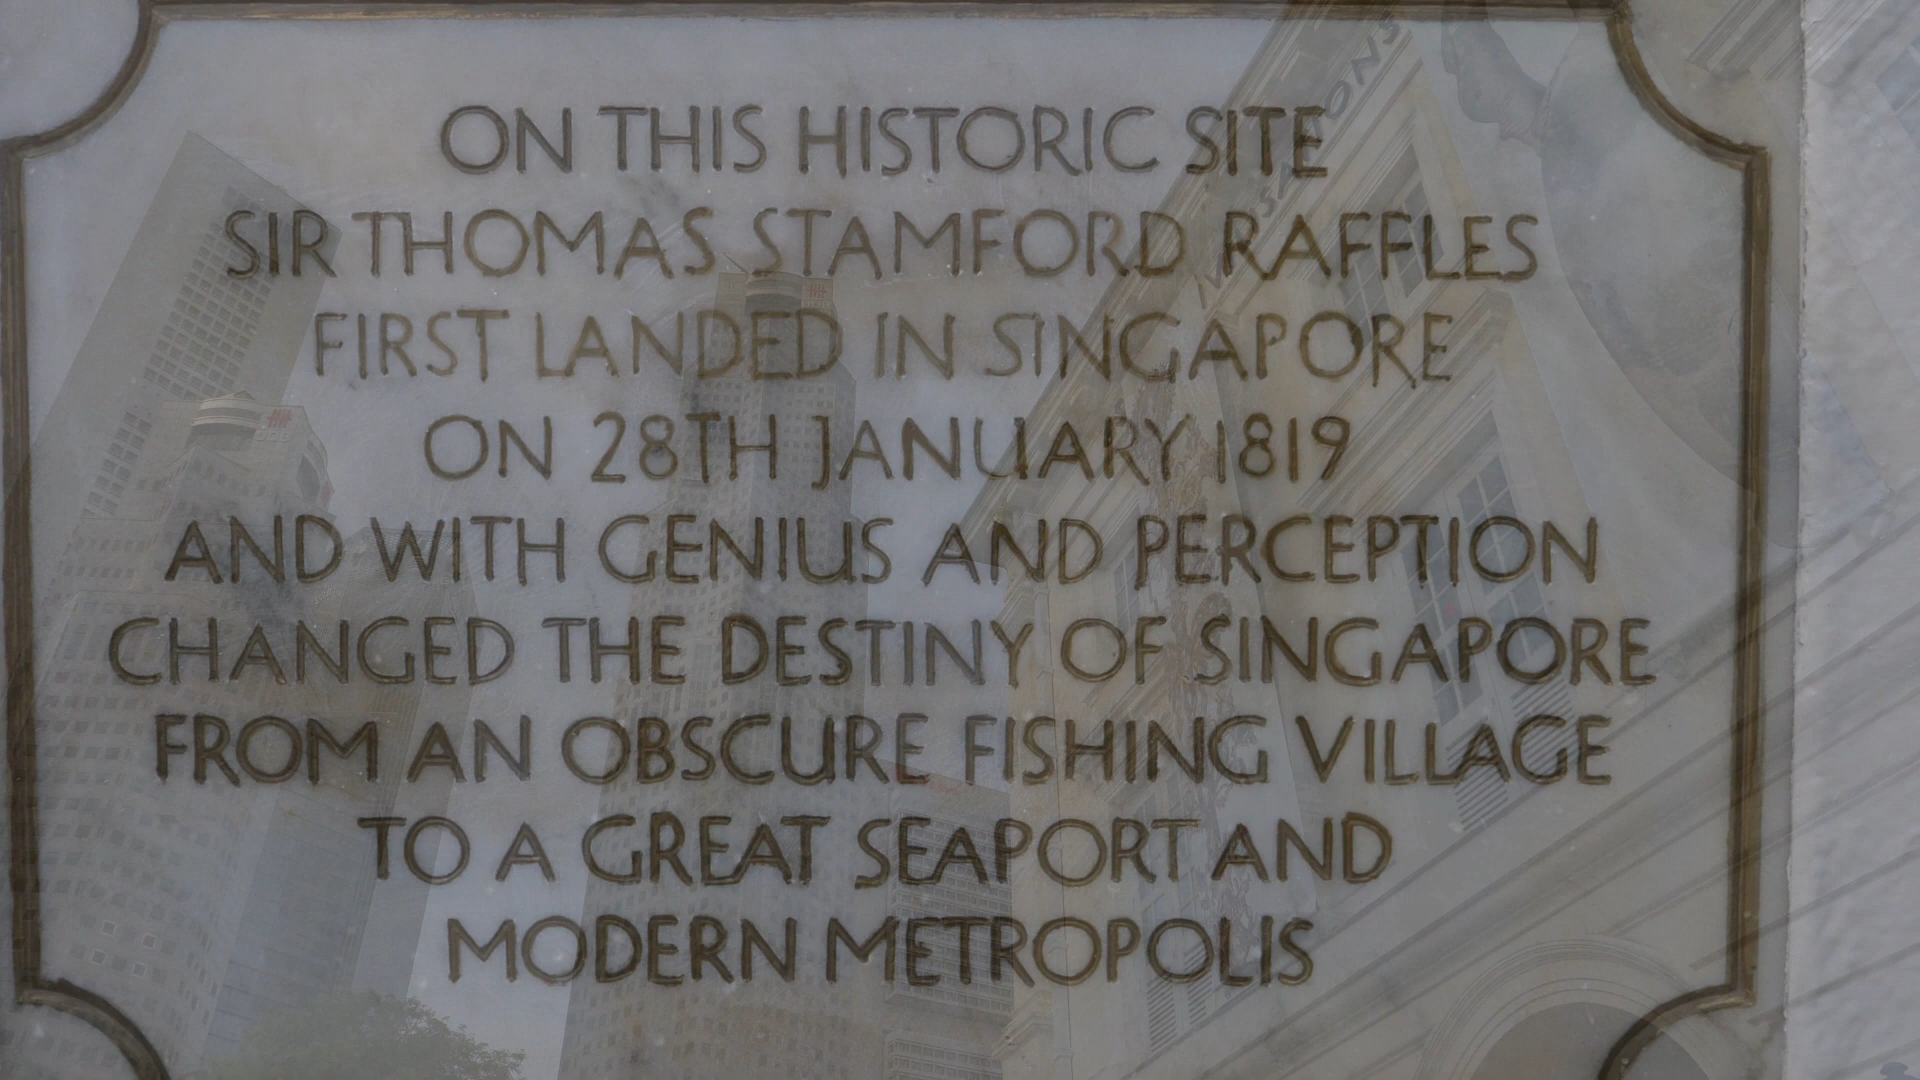 ON THIS HISTORIC SITE
SIR THOMAS STAMFORD RAFFLES
FIRST LANDED IN SINGAPORE
ON 28TH JANUARY 1819
AND WITH GENIUS AND PERCEPTION
CHANGED THE DESTINY OF SINGAPORE
FROM AN OBSCURE FISHING VILLAGE
TO A GREAT SEAPORT AND
MODERN METROPOLIS